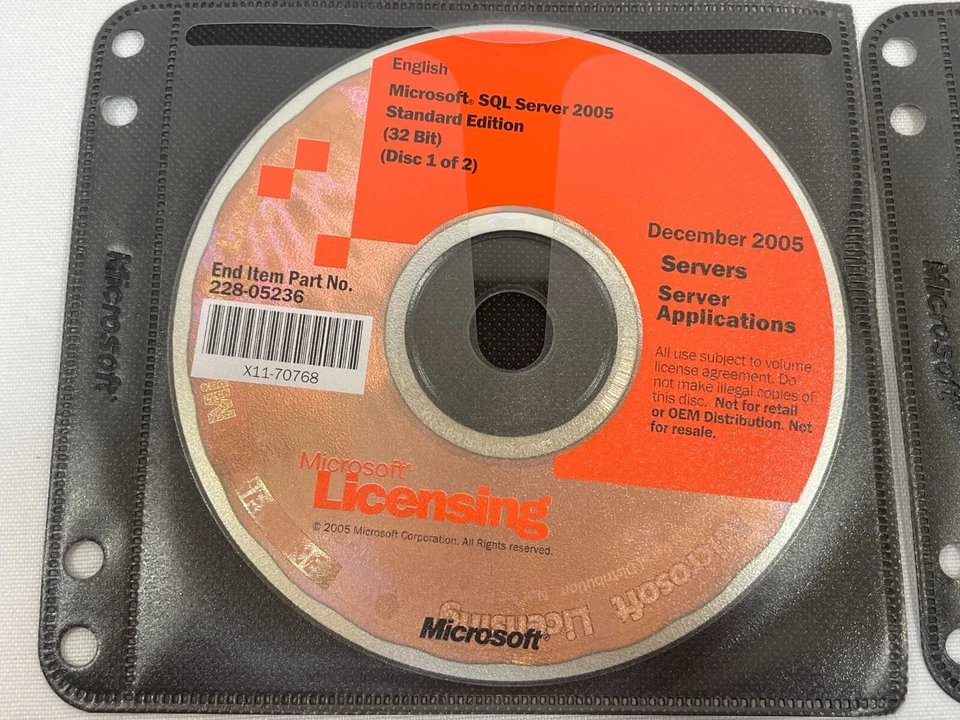 English
Microsoft® SQL Server 2005
Standard Edition
(32 Bit)
(Disc 1 of 2)
December 2005
Servers
Server
Applications
All use subject to volume
license agreement. Do
not make illegal copies of
this disc. Not for retail
or OEM Distribution. Not
for resale.
End Item Part No.
228-05236
X11-70768
Microsoft®
Licensing
© 2005 Microsoft Corporation. All Rights reserved.
Microsoft®
Microsoft
Licensing
Distribution
Microsoft®
Microsoft